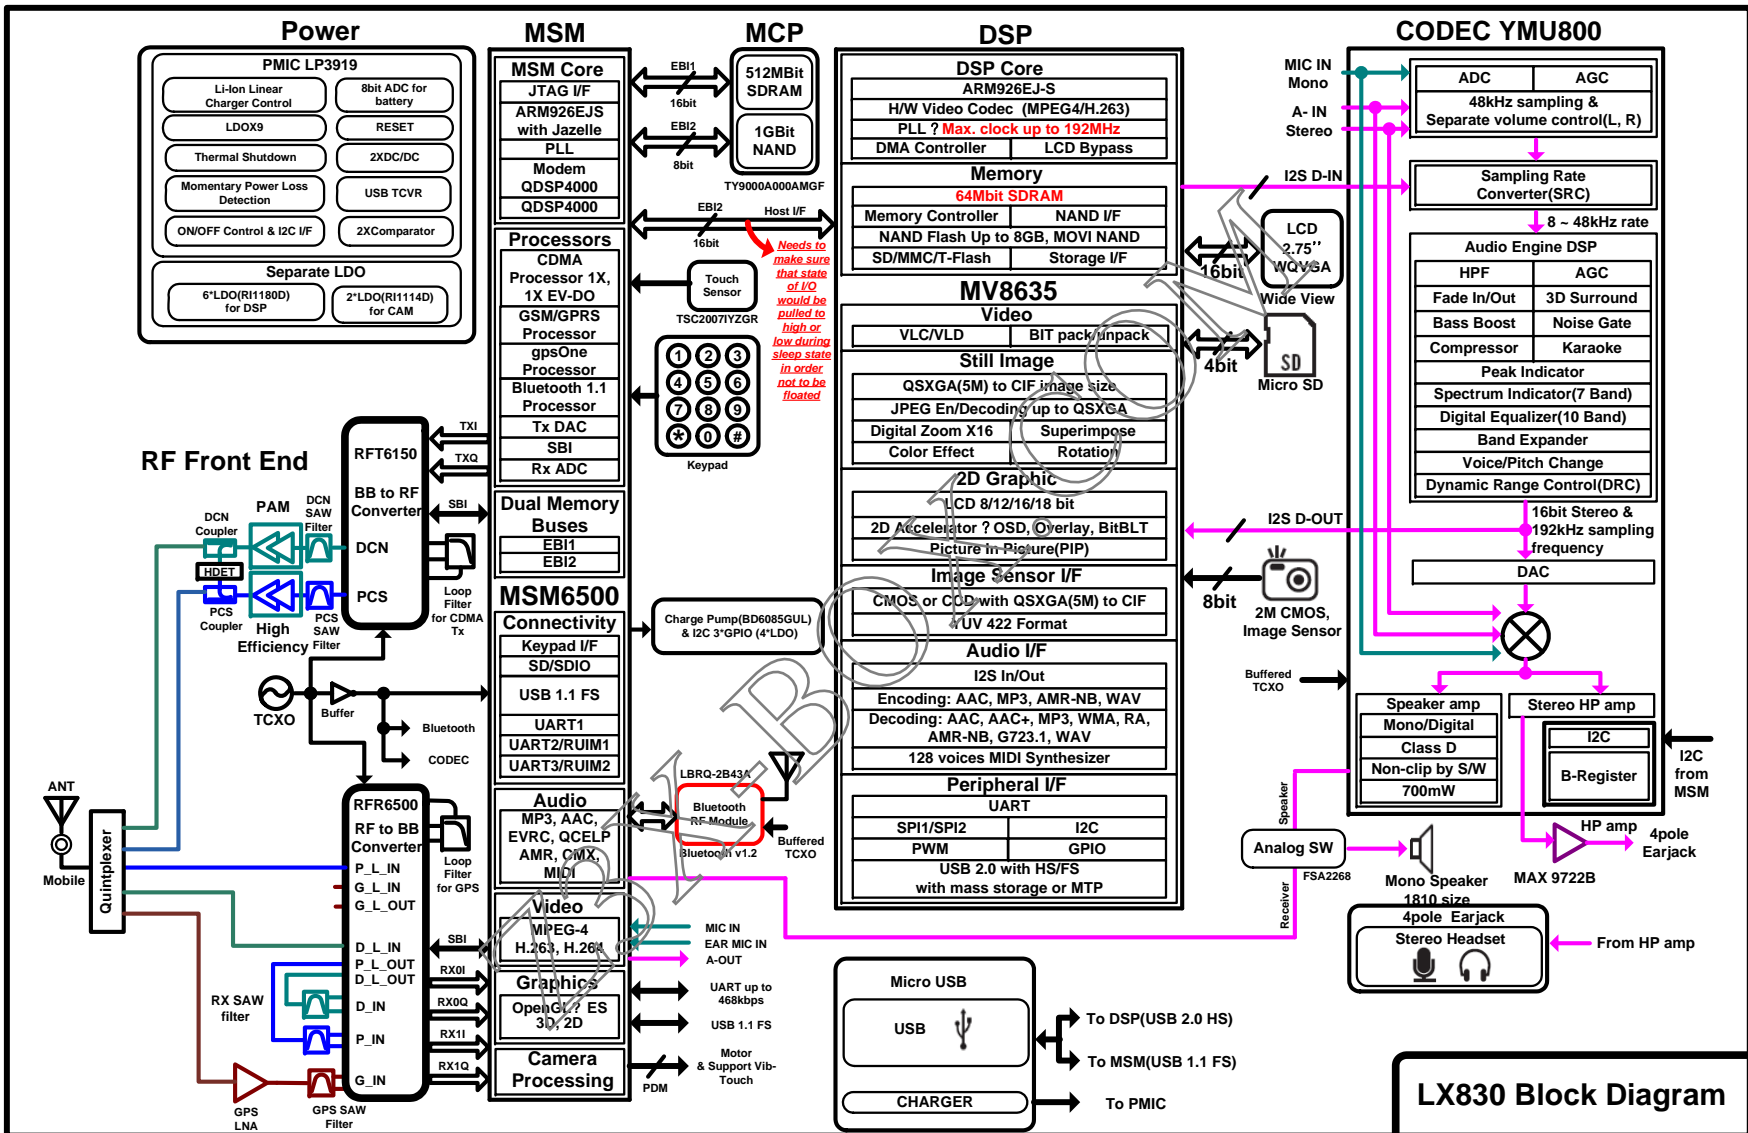 Power
PMIC LP3919
Li-Ion Linear
Charger Control
8bit ADC for
battery
LDOX9
RESET
Thermal Shutdown
2XDC/DC
Momentary Power Loss
Detection
USB TCVR
ON/OFF Control & I2C I/F
2XComparator
Separate LDO
6*LDO(RI1180D)
for DSP
2*LDO(RI1114D)
for CAM
MSM
MSM Core
JTAG I/F
ARM926EJS
with Jazelle
PLL
Modem
QDSP4000
QDSP4000
Processors
CDMA
Processor 1X,
1X EV-DO
GSM/GPRS
Processor
gpsOne
Processor
Bluetooth 1.1
Processor
Tx DAC
SBI
Rx ADC
Dual Memory
Buses
EBI1
EBI2
MSM6500
Connectivity
Keypad I/F
SD/SDIO
USB 1.1 FS
UART1
UART2/RUIM1
UART3/RUIM2
Audio
MP3, AAC,
EVRC, QCELP
AMR, CMX,
MIDI
Video
MPEG-4
H.263, H.264
Graphics
OpenGL? ES
3D, 2D
Camera
Processing
MCP
EBI1
16bit
512MBit
SDRAM
EBI2
8bit
1GBit
NAND
TY9000A000AMGF
EBI2
Host I/F
16bit
Needs to
make sure
that state
of I/O
would be
pulled to
high or
low during
sleep state
in order
not to be
floated
Touch
Sensor
TSC2007IYZGR
1 2 3
4 5 6
7 8 9
* 0 #
Keypad
Charge Pump(BD6085GUL)
& I2C 3*GPIO (4*LDO)
LBRQ-2B43A
Bluetooth
RF Module
Bluetooth v1.2
Buffered
TCXO
MIC IN
EAR MIC IN
A-OUT
UART up to
468kbps
USB 1.1 FS
Motor
& Support Vib-
Touch
PDM
DSP
DSP Core
ARM926EJ-S
H/W Video Codec (MPEG4/H.263)
PLL ? Max. clock up to 192MHz
DMA Controller
LCD Bypass
Memory
64Mbit SDRAM
Memory Controller
NAND I/F
NAND Flash Up to 8GB, MOVI NAND
SD/MMC/T-Flash
Storage I/F
MV8635
Video
VLC/VLD
BIT pack/unpack
Still Image
QSXGA(5M) to CIF image size
JPEG En/Decoding up to QSXGA
Digital Zoom X16
Superimpose
Color Effect
Rotation
2D Graphic
LCD 8/12/16/18 bit
2D Accelerator ? OSD, Overlay, BitBLT
Picture In Picture(PIP)
Image Sensor I/F
CMOS or CCD with QSXGA(5M) to CIF
YUV 422 Format
Audio I/F
I2S In/Out
Encoding: AAC, MP3, AMR-NB, WAV
Decoding: AAC, AAC+, MP3, WMA, RA,
AMR-NB, G723.1, WAV
128 voices MIDI Synthesizer
Peripheral I/F
UART
SPI1/SPI2
I2C
PWM
GPIO
USB 2.0 with HS/FS
with mass storage or MTP
I2S D-IN
16bit
LCD
2.75''
WQVGA
Wide View
4bit
SD
Micro SD
I2S D-OUT
8bit
2M CMOS,
Image Sensor
CODEC YMU800
MIC IN
Mono
A- IN
Stereo
ADC
AGC
48kHz sampling &
Separate volume control(L, R)
Sampling Rate
Converter(SRC)
8 ~ 48kHz rate
Audio Engine DSP
HPF
AGC
Fade In/Out
3D Surround
Bass Boost
Noise Gate
Compressor
Karaoke
Peak Indicator
Spectrum Indicator(7 Band)
Digital Equalizer(10 Band)
Band Expander
Voice/Pitch Change
Dynamic Range Control(DRC)
16bit Stereo &
192kHz sampling
frequency
DAC
Buffered
TCXO
Speaker amp
Mono/Digital
Class D
Non-clip by S/W
700mW
Stereo HP amp
I2C
B-Register
I2C
from
MSM
Speaker
Receiver
Analog SW
FSA2268
Mono Speaker
1810 size
HP amp
MAX 9722B
4pole
Earjack
4pole Earjack
Stereo Headset
From HP amp
Micro USB
USB
CHARGER
To DSP(USB 2.0 HS)
To MSM(USB 1.1 FS)
To PMIC
RF Front End
RFT6150
BB to RF
Converter
DCN
PCS
TXI
TXQ
SBI
Loop
Filter
for CDMA
Tx
DCN
Coupler
PAM
DCN
SAW
Filter
HDET
PCS
Coupler
High
Efficiency
PCS
SAW
Filter
TCXO
Buffer
Bluetooth
CODEC
ANT
Mobile
Quintplexer
RFR6500
RF to BB
Converter
P_L_IN
G_L_IN
G_L_OUT
D_L_IN
P_L_OUT
D_L_OUT
D_IN
P_IN
G_IN
Loop
Filter
for GPS
SBI
RX0I
RX0Q
RX1I
RX1Q
RX SAW
filter
GPS
LNA
GPS SAW
Filter
LX830 Block Diagram